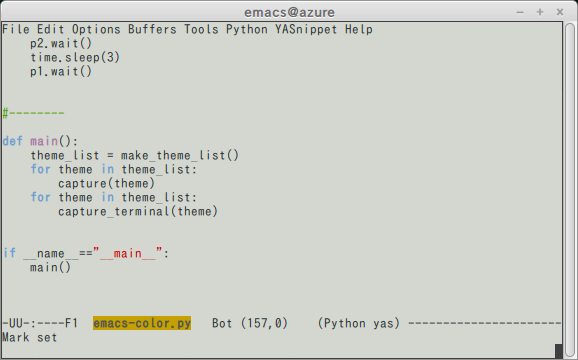 emacs@azure
File Edit Options Buffers Tools Python YASnippet Help
    p2.wait()
    time.sleep(3)
    p1.wait()
#--------
def main():
    theme_list = make_theme_list()
    for theme in theme_list:
        capture(theme)
    for theme in theme_list:
        capture_terminal(theme)
if __name__=="__main__":
    main()
-UU-:----F1  emacs-color.py   Bot (157,0)    (Python yas) ----------------------
Mark set